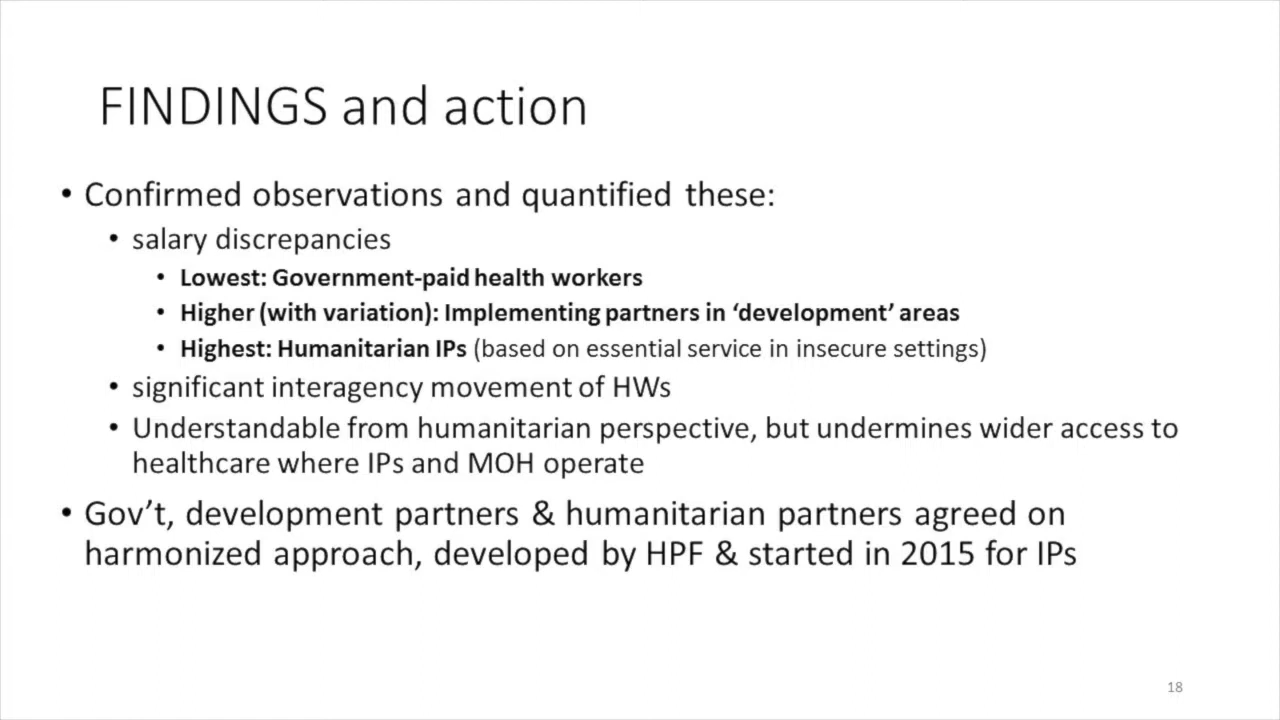 FINDINGS and action
• Confirmed observations and quantified these:
• salary discrepancies
• Lowest: Government-paid health workers
• Higher (with variation): Implementing partners in ‘development’ areas
• Highest: Humanitarian IPs (based on essential service in insecure settings)
• significant interagency movement of HWs
• Understandable from humanitarian perspective, but undermines wider access to
healthcare where IPs and MOH operate
• Gov’t, development partners & humanitarian partners agreed on
harmonized approach, developed by HPF & started in 2015 for IPs
18